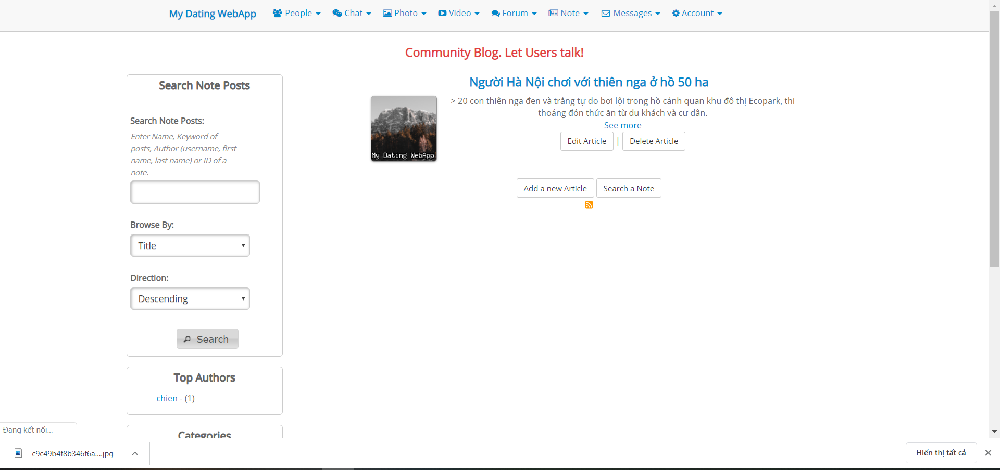 My Dating WebApp
People
Chat
Photo
Video
Forum
Note
Messages
Account
Community Blog. Let Users talk!
Search Note Posts
Search Note Posts:
Enter Name, Keyword of
posts, Author (username, first
name, last name) or ID of a
note.
Browse By:
Title
Direction:
Descending
Search
Top Authors
chien - (1)
Categories
Người Hà Nội chơi với thiên nga ở hồ 50 ha
My Dating WebApp
> 20 con thiên nga đen và trắng tự do bơi lội trong hồ cảnh quan khu đô thị Ecopark, thi
thoảng đón thức ăn từ du khách và cư dân.
See more
Edit Article | Delete Article
Add a new Article Search a Note
Đang kết nối...
c9c49b4f8b346f6a....jpg
Hiển thị tất cả